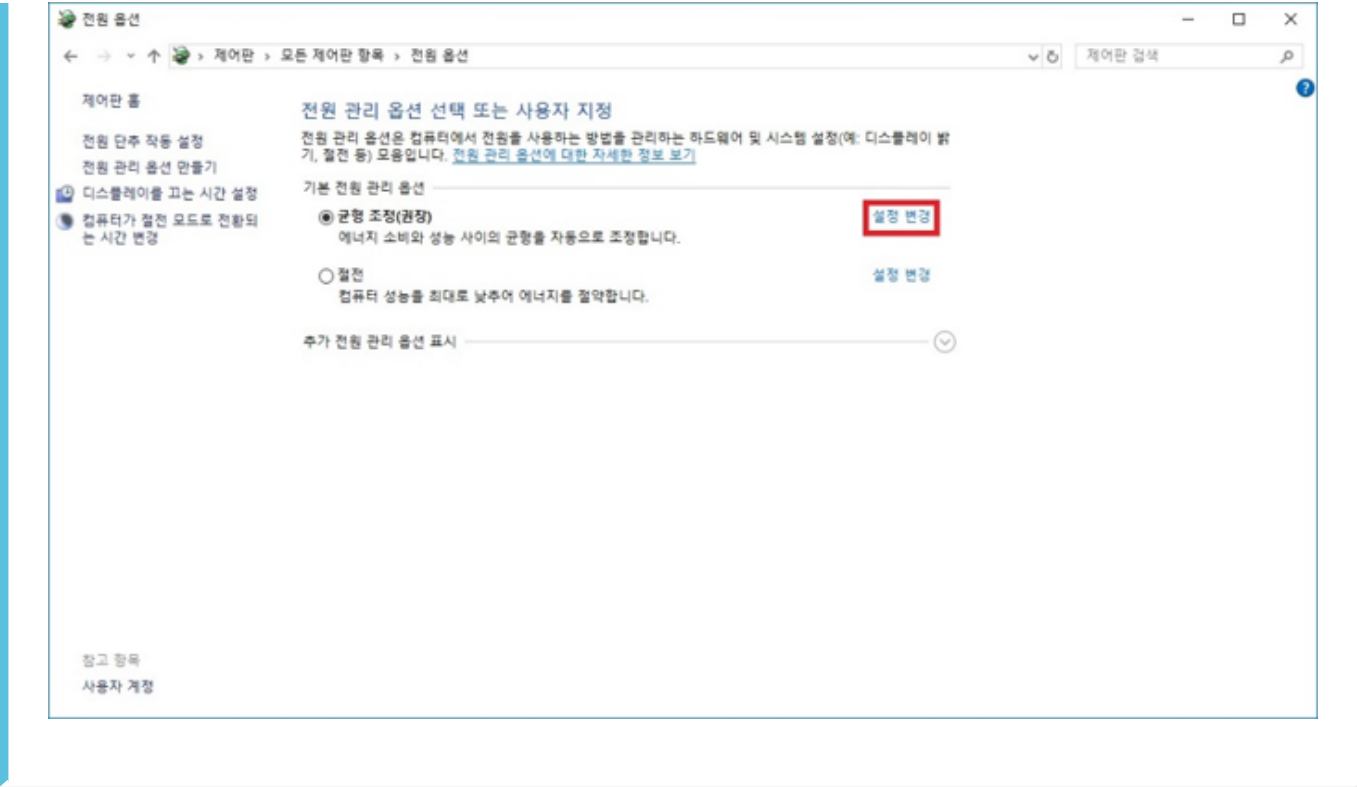 전원 옵션
제어판 › 모든 제어판 항목 › 전원 옵션
제어판 검색
제어판 홈
전원 단추 작동 설정
전원 관리 옵션 만들기
디스플레이를 끄는 시간 설정
컴퓨터가 절전 모드로 전환되
는 시간 변경
전원 관리 옵션 선택 또는 사용자 지정
전원 관리 옵션은 컴퓨터에서 전원을 사용하는 방법을 관리하는 하드웨어 및 시스템 설정(예: 디스플레이 밝
기, 절전 등) 모음입니다. 전원 관리 옵션에 대한 자세한 정보 보기
기본 전원 관리 옵션
균형 조정(권장) 설정 변경
에너지 소비와 성능 사이의 균형을 자동으로 조정합니다.
절전 설정 변경
컴퓨터 성능을 최대로 낮추어 에너지를 절약합니다.
추가 전원 관리 옵션 표시
참고 항목
사용자 계정